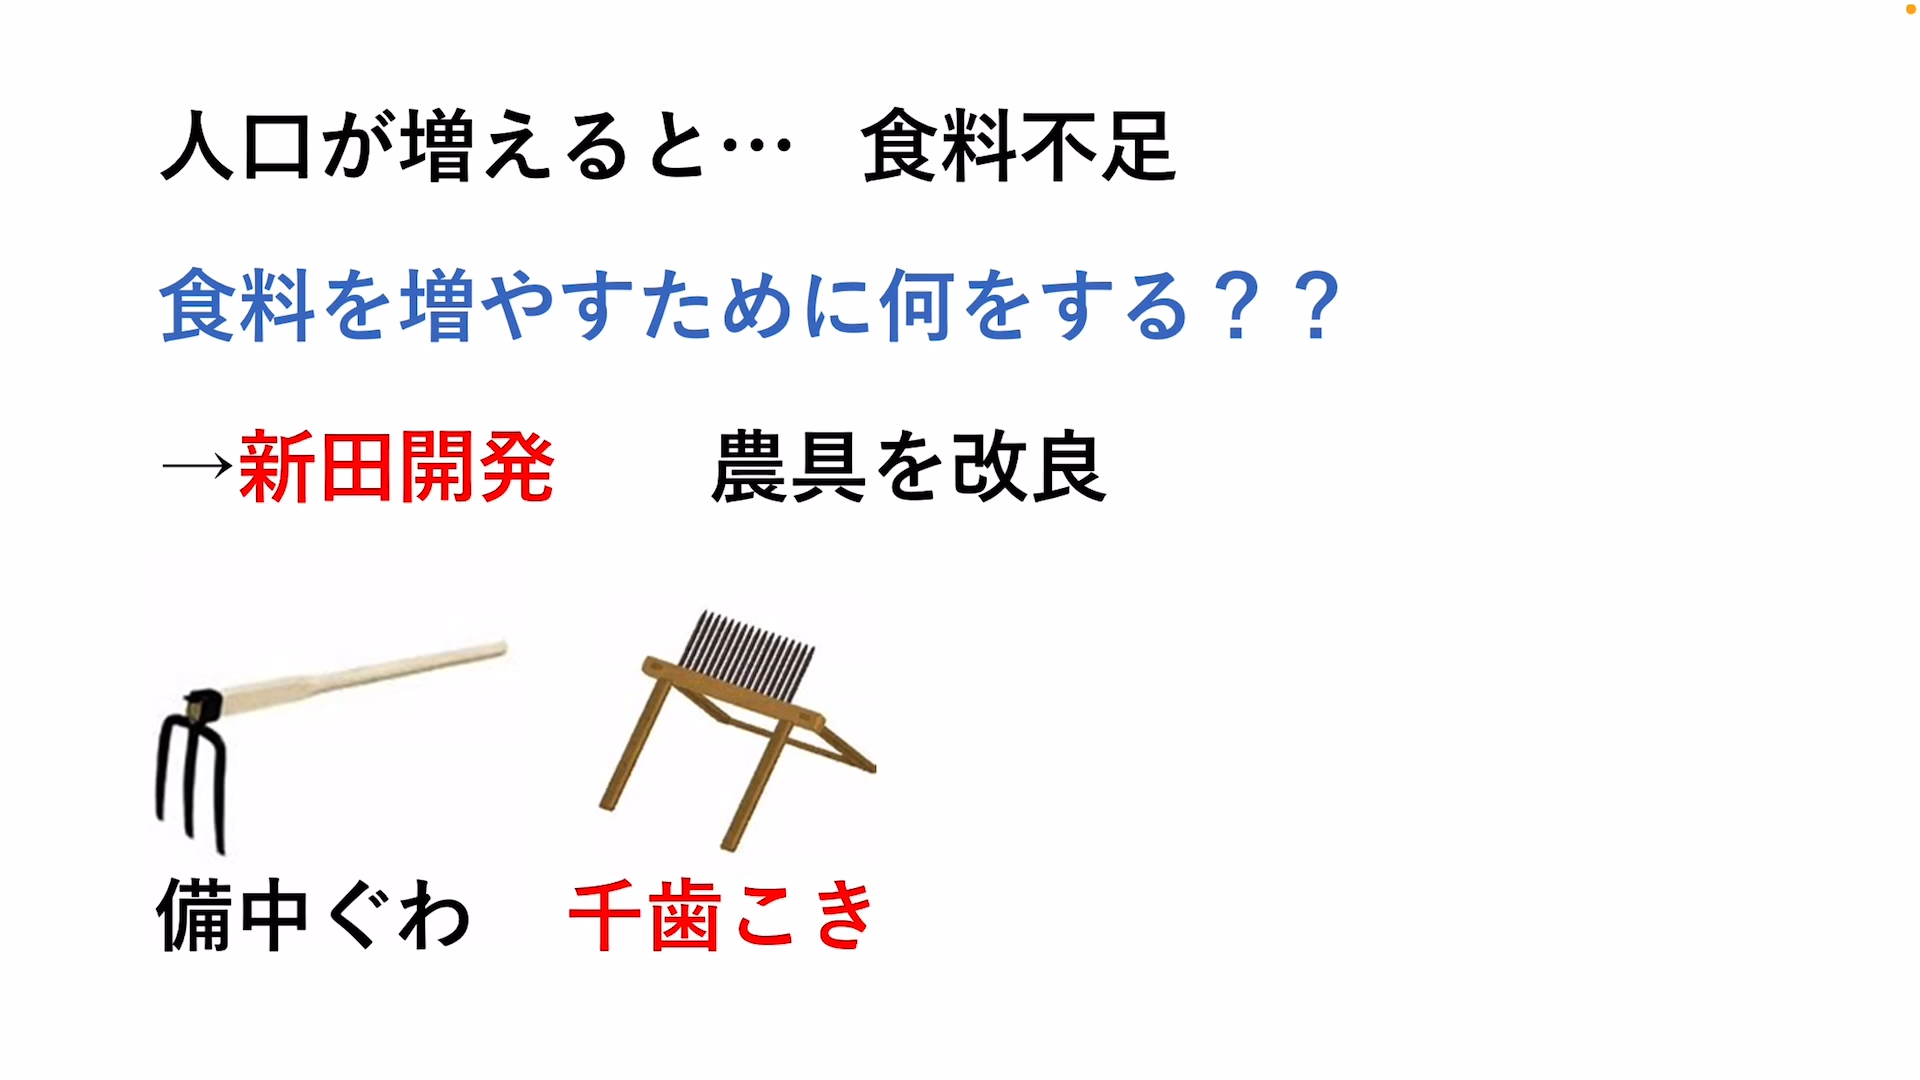 人口が増えると… 食料不足
食料を増やすために何をする？？
→新田開発　　農具を改良
備中ぐわ　千歯こき